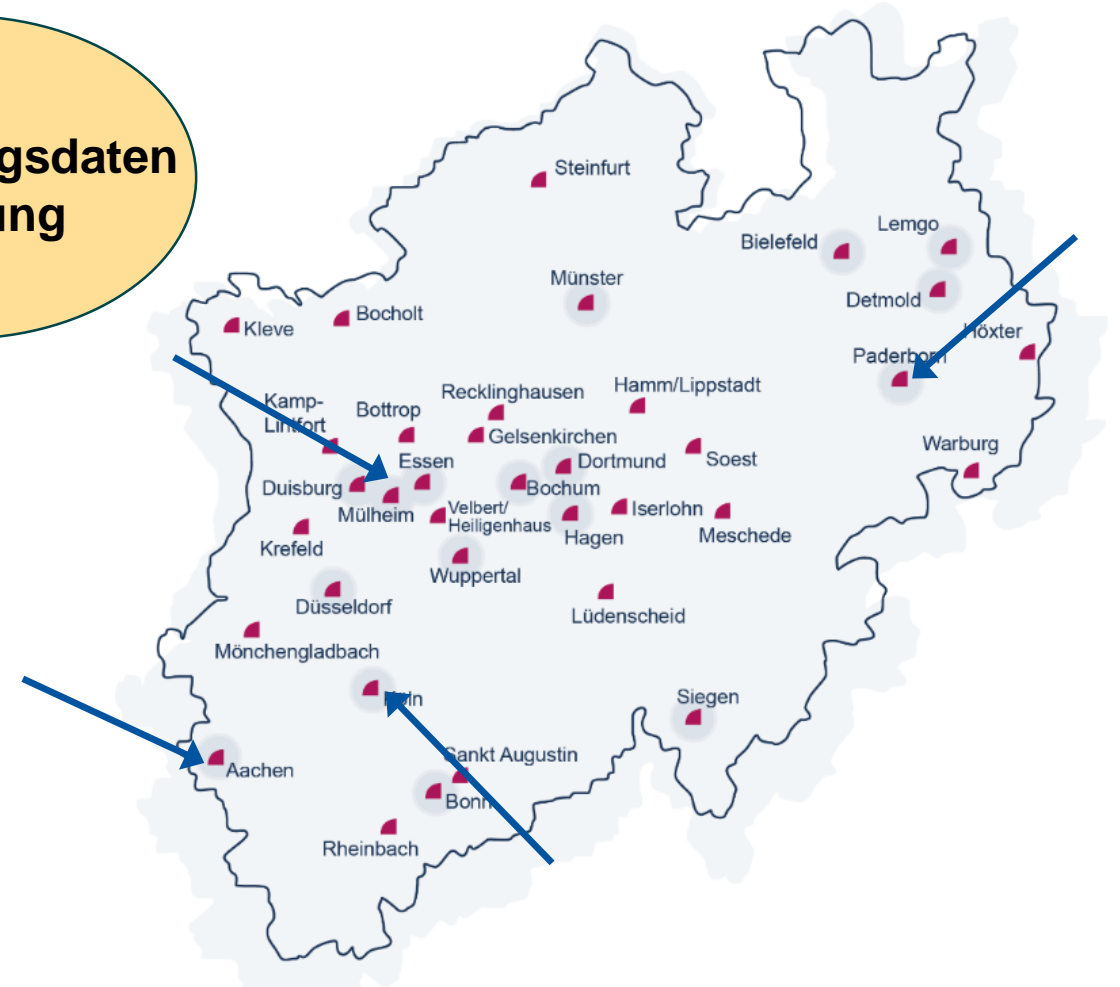 gsdaten
ung
Steinfurt
Lemgo
Bielefeld
Münster
Detmold
Bocholt
Kleve
Höxter
Paderborn
Recklinghausen
Hamm/Lippstadt
Kamp-
Lintfort
Bottrop
Gelsenkirchen
Warburg
Essen
Dortmund
Soest
Duisburg
Bochum
Mülheim
Velbert/
Heiligenhaus
Iserlohn
Hagen
Meschede
Krefeld
Wuppertal
Düsseldorf
Lüdenscheid
Mönchengladbach
Köln
Siegen
Sankt Augustin
Aachen
Bonn
Rheinbach